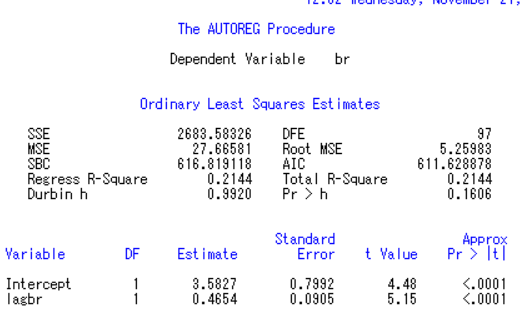 12:02 Wednesday, November 21,
The AUTOREG Procedure
Dependent Variable br
Ordinary Least Squares Estimates
SSE 2683.58326 DFE 97
MSE 27.66581 Root MSE 5.25983
SBC 616.819118 AIC 611.628878
Regress R-Square 0.2144 Total R-Square 0.2144
Durbin h 0.9920 Pr > h 0.1606
Standard Approx
Variable DF Estimate Error t Value Pr > |t|
Intercept 1 3.5827 0.7992 4.48 <.0001
lagbr 1 0.4654 0.0905 5.15 <.0001